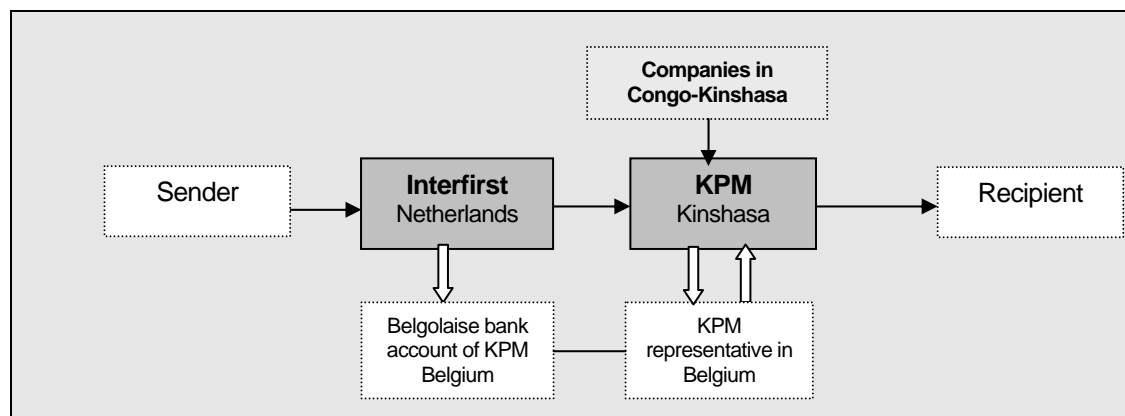 Companies in
Congo-Kinshasa
Sender
Interfirst
Netherlands
KPM
Kinshasa
Recipient
Belgolaise bank
account of KPM
Belgium
KPM
representative in
Belgium